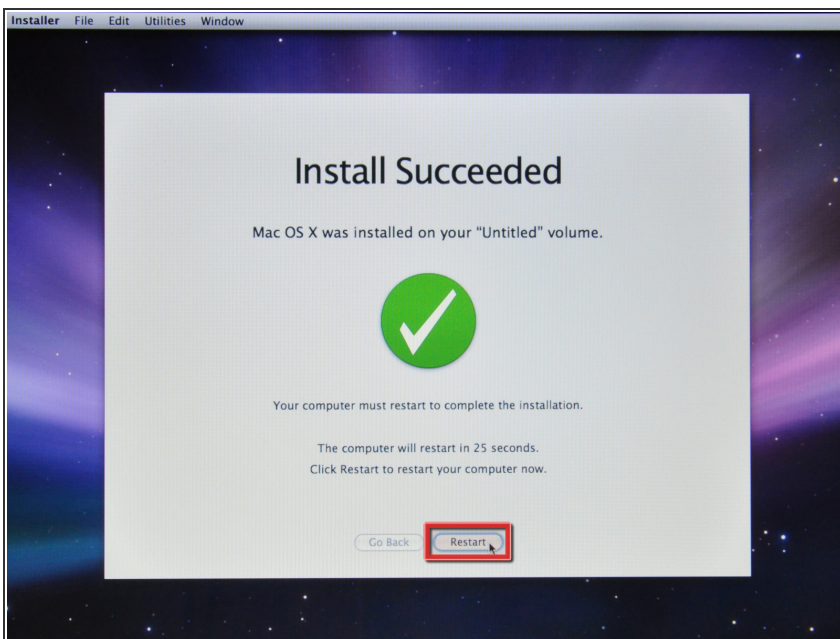 Installer File Edit Utilities Window
Install Succeeded
Mac OS X was installed on your “Untitled” volume.
Your computer must restart to complete the installation.
The computer will restart in 25 seconds.
Click Restart to restart your computer now.
Go Back Restart